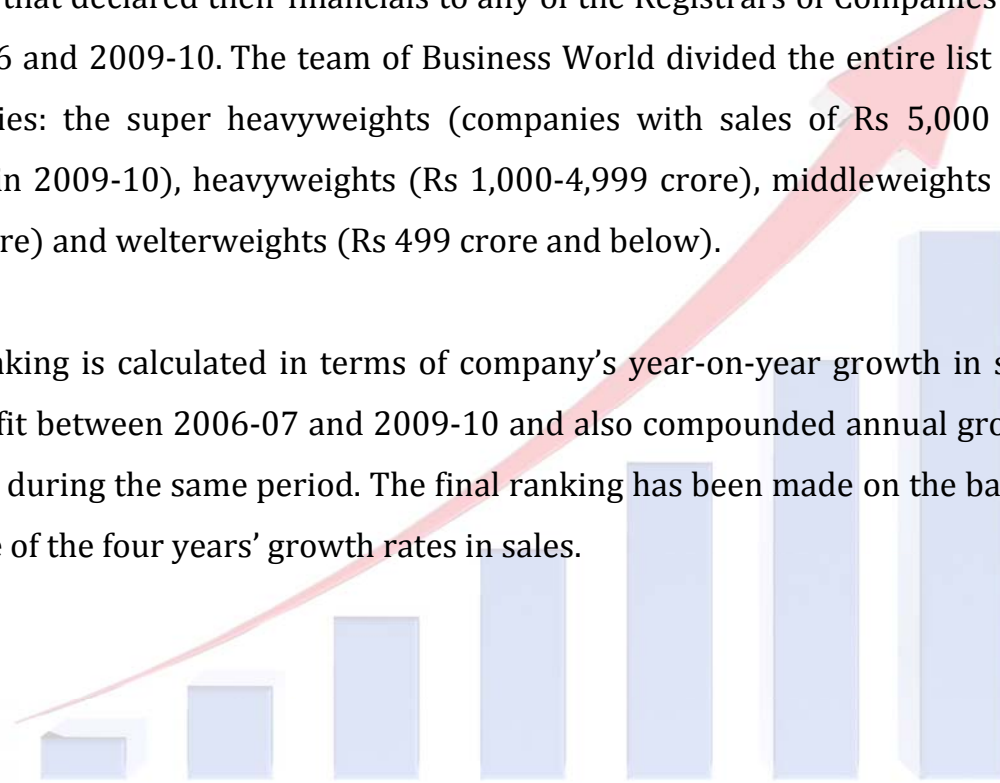 that declared their financials to any of the Registrars of Companies
6 and 2009-10. The team of Business World divided the entire list
ies: the super heavyweights (companies with sales of Rs 5,000
in 2009-10), heavyweights (Rs 1,000-4,999 crore), middleweights
re) and welterweights (Rs 499 crore and below).
nking is calculated in terms of company’s year-on-year growth in s
fit between 2006-07 and 2009-10 and also compounded annual gro
during the same period. The final ranking has been made on the ba
e of the four years’ growth rates in sales.